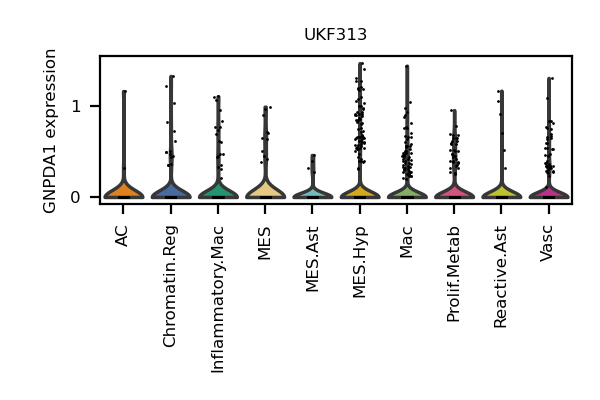 UKF313
GNPDA1 expression
1
0
AC
Chromatin.Reg
Inflammatory.Mac
MES
MES.Ast
MES.Hyp
Mac
Prolif.Metab
Reactive.Ast
Vasc